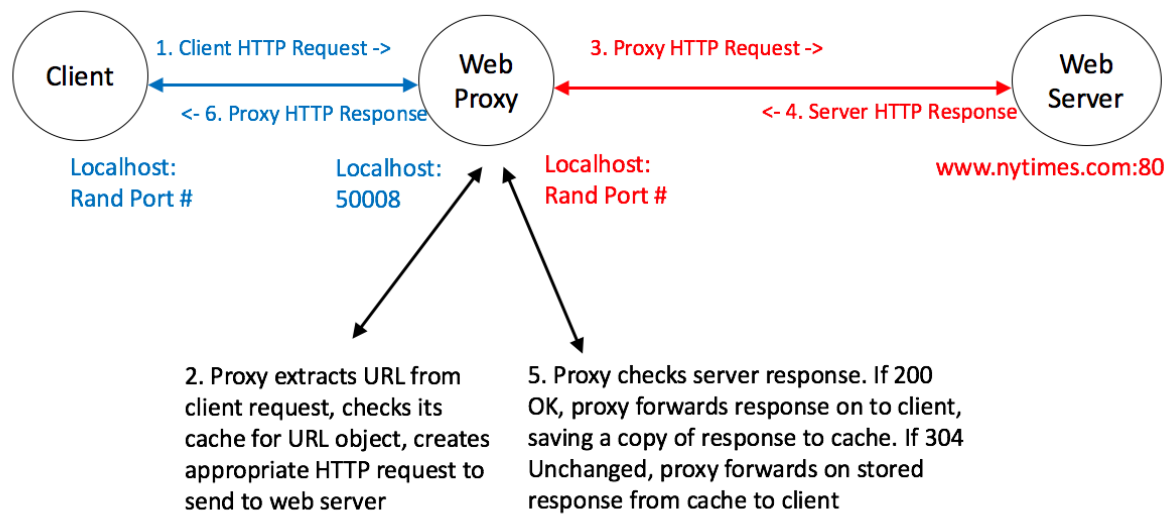 Client
1. Client HTTP Request ->
<- 6. Proxy HTTP Response
Web
Proxy
3. Proxy HTTP Request ->
<- 4. Server HTTP Response
Web
Server
Localhost:
Rand Port #
Localhost:
50008
Localhost:
Rand Port #
www.nytimes.com:80
2. Proxy extracts URL from
client request, checks its
cache for URL object, creates
appropriate HTTP request to
send to web server
5. Proxy checks server response. If 200
OK, proxy forwards response on to client,
saving a copy of response to cache. If 304
Unchanged, proxy forwards on stored
response from cache to client